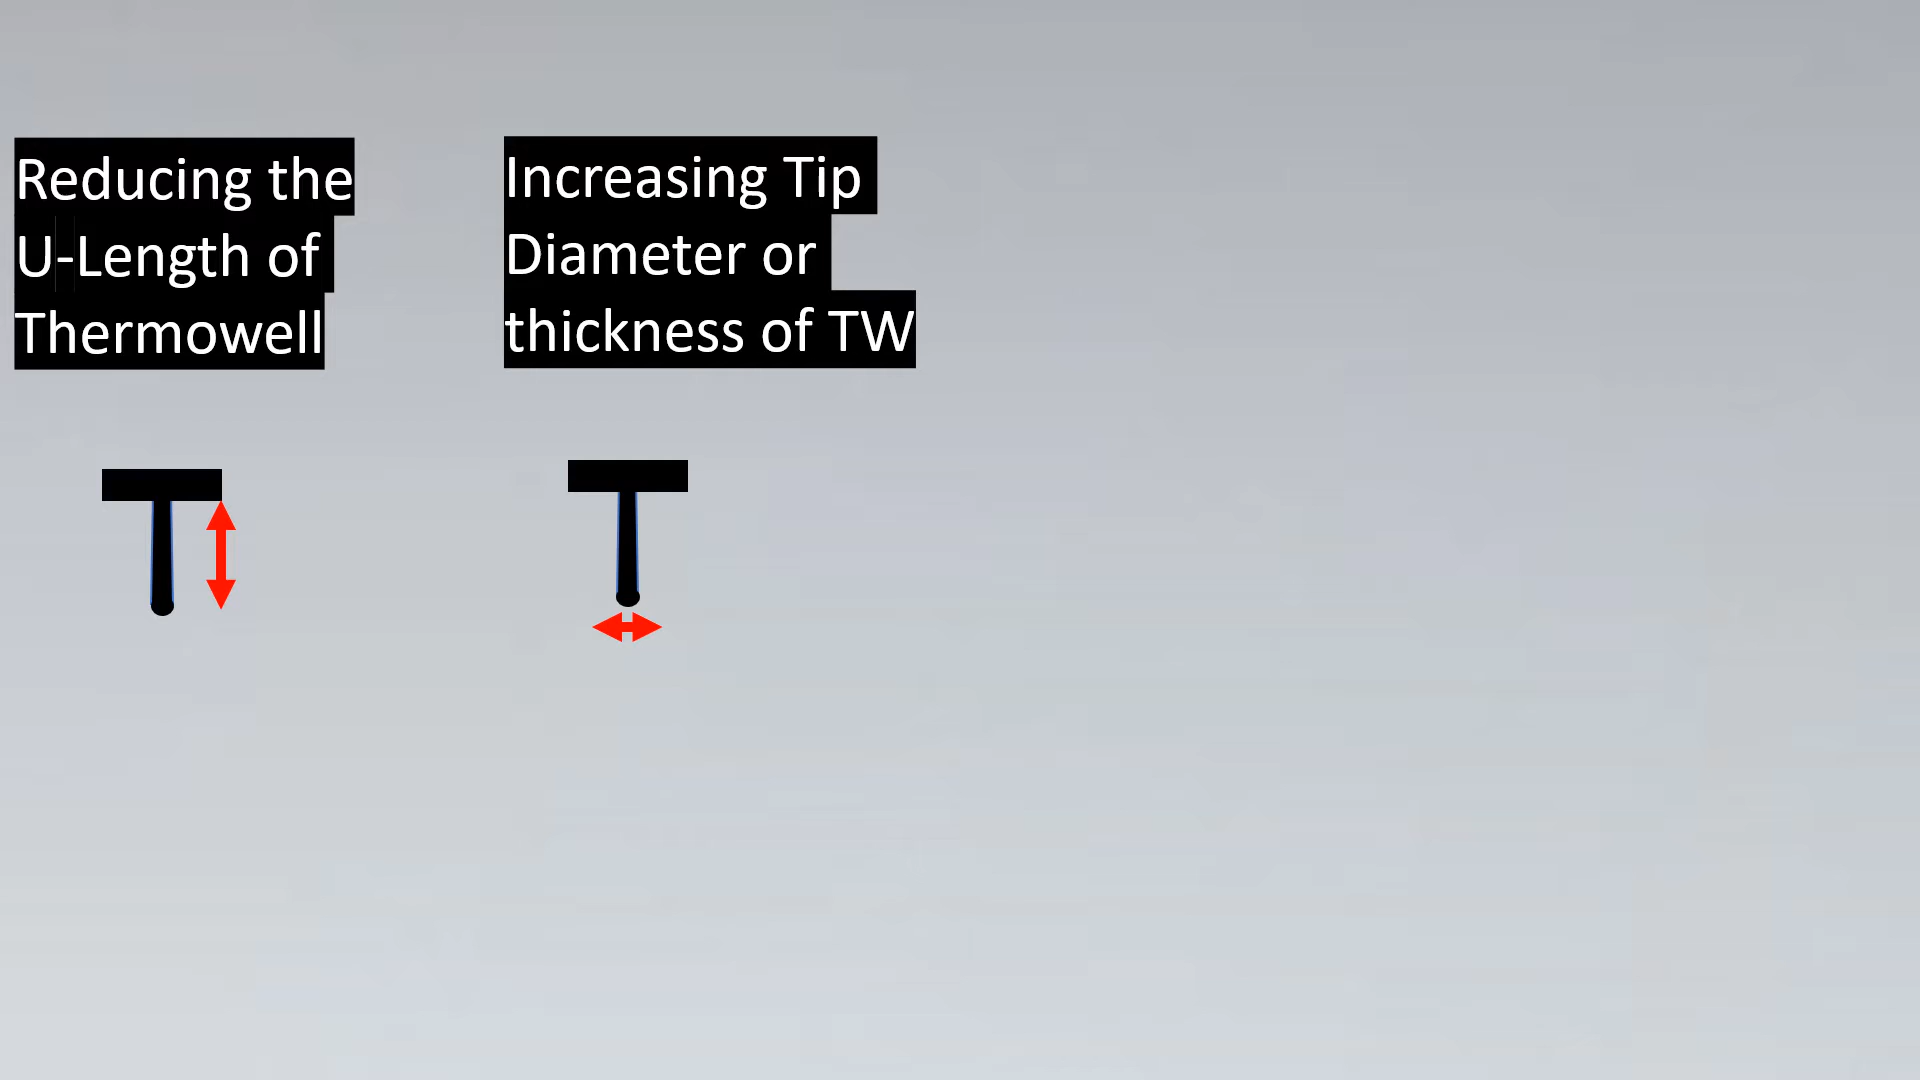 Reducing the
U-Length of
Thermowell
Increasing Tip
Diameter or
thickness of TW